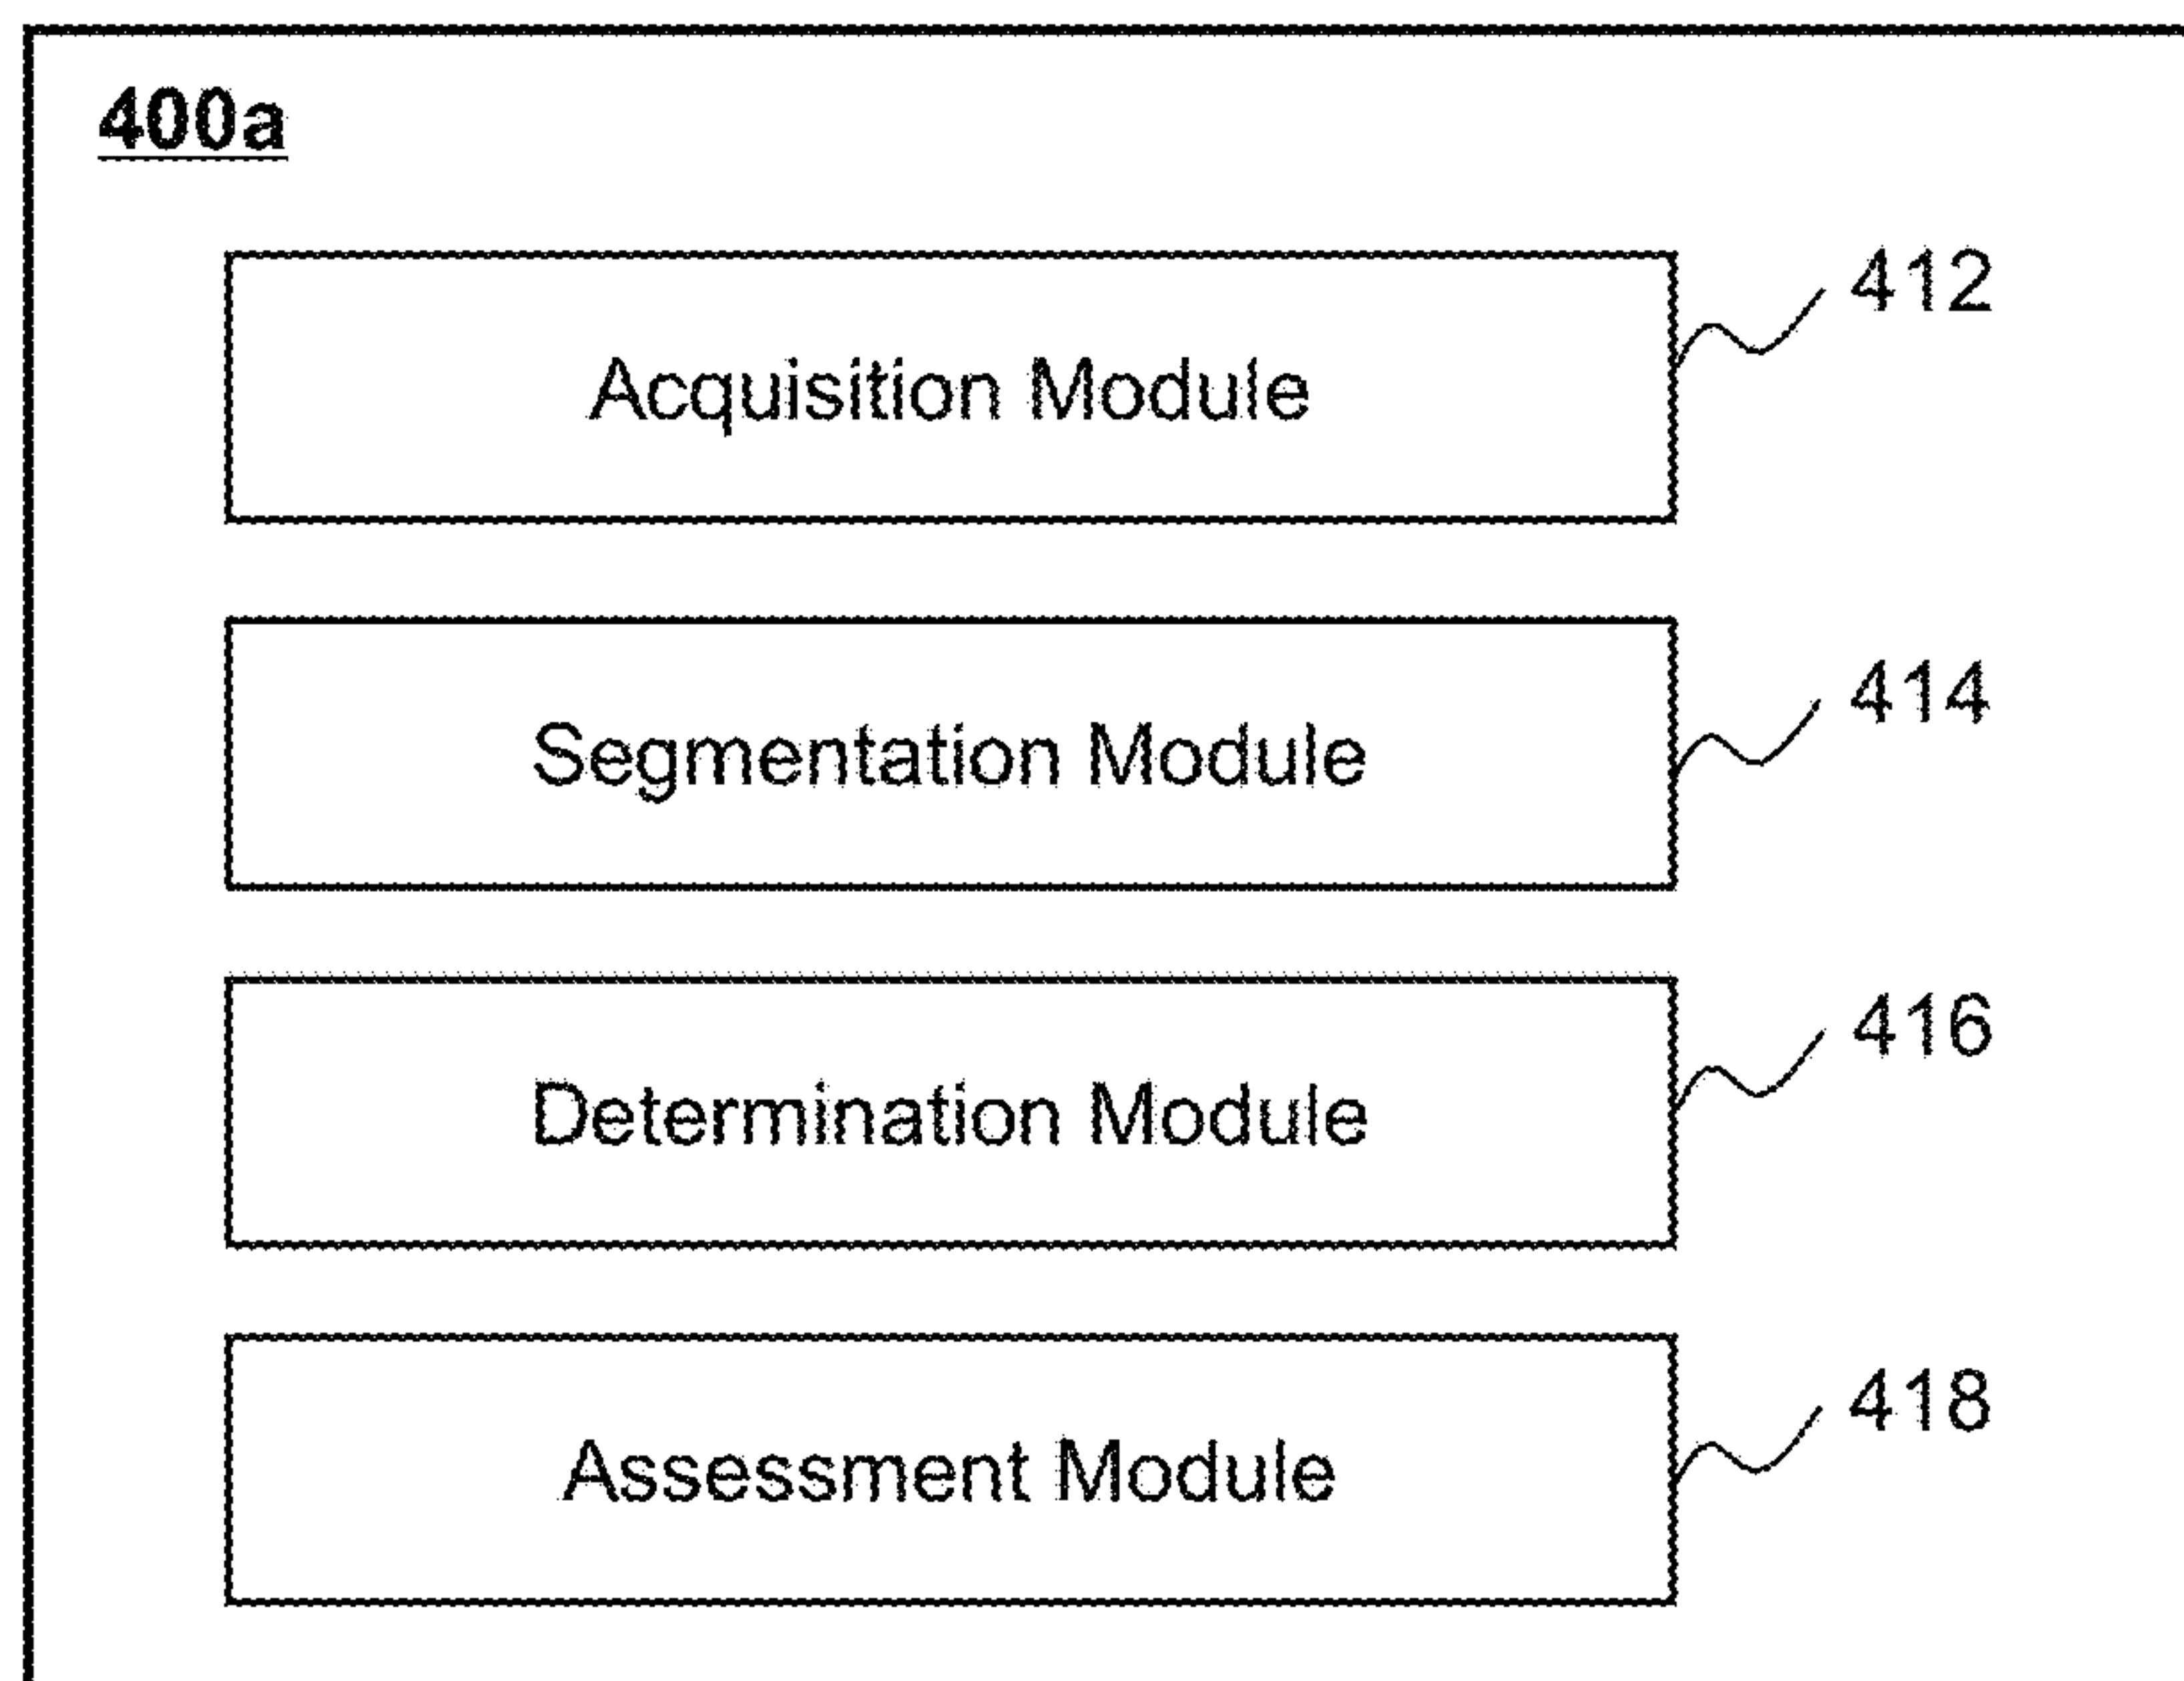 400a
412
Acquisition Module
414
Segmentation Module
416
Determination Module
418
Assessment Module